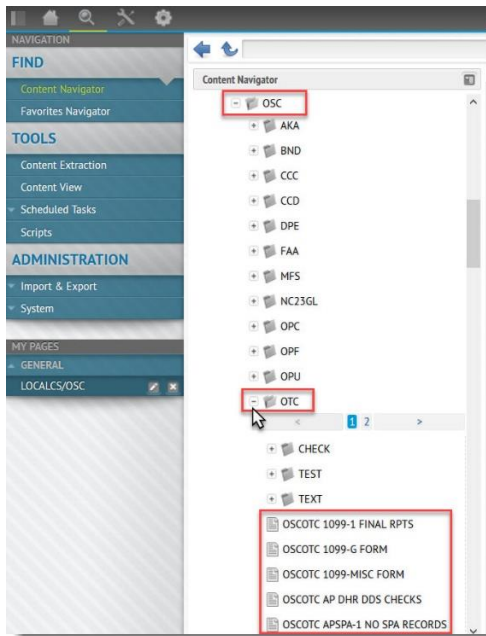 NAVIGATION
FIND
Content Navigator
Favorites Navigator
TOOLS
Content Extraction
Content View
Scheduled Tasks
Scripts
ADMINISTRATION
Import & Export
System
MY PAGES
GENERAL
LOCALCS/OSC
Content Navigator
OSC
AKA
BND
CCC
CCD
DPE
FAA
MFS
NC23GL
OPC
OPF
OPU
OTC
< 1 2 >
CHECK
TEST
TEXT
OSCOTC 1099-1 FINAL RPTS
OSCOTC 1099-G FORM
OSCOTC 1099-MISC FORM
OSCOTC AP DHR DDS CHECKS
OSCOTC APSPA-1 NO SPA RECORDS